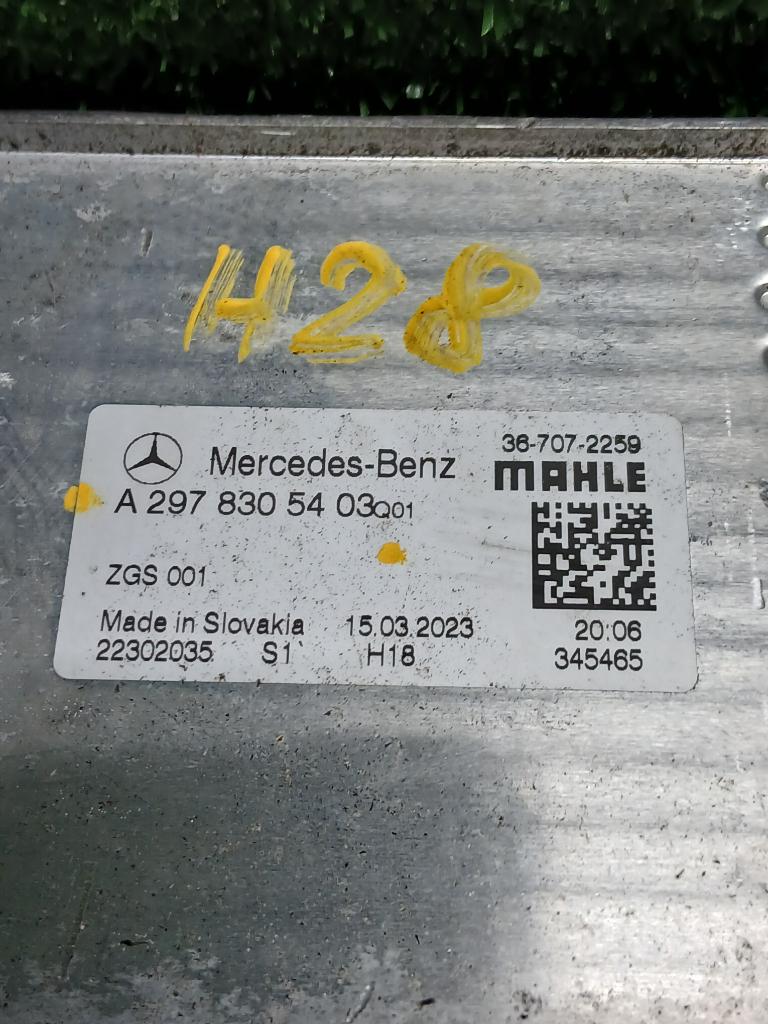 H28
36-707-2259
Mercedes-Benz MAHLE
A 297 830 54 03Q01
ZGS 001
Made in Slovakia 15.03.2023 20:06
22302035 S1 H18 345465